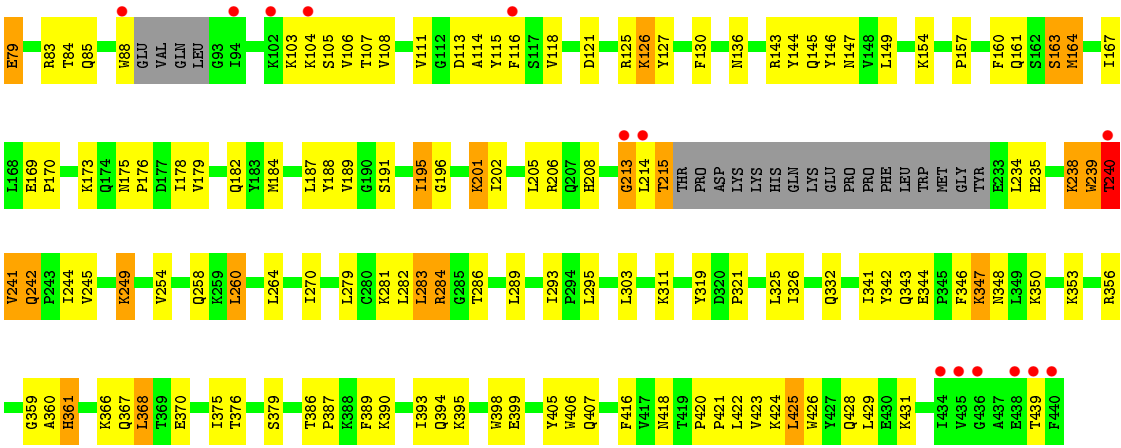 E79 R83 T84 Q85 W88 GLU VAL GLN LEU G93 I94 K102 K103 K104 S105 V106 T107 V108 V111 G112 D113 A114 Y115 F116 S117 V118 D121 R125 K126 Y127 F130 N136 R143 Y144 Q145 Y146 N147 V148 L149 K154 P157 F160 Q161 S162 S163 M164 I167
L168 E169 P170 K173 Q174 N175 P176 D177 I178 V179 Q182 Y183 M184 L187 Y188 V189 G190 S191 I195 G196 K201 I202 L205 R206 Q207 H208 G213 L214 T215 THR PRO ASP LYS LYS HIS GLN LYS GLU PRO PRO PHE LEU TRP MET GLY TYR E233 L234 H235 K238 W239 T240
V241 Q242 P243 I244 V245 K249 V254 Q258 K259 L260 L264 I270 L279 C280 K281 L282 L283 R284 G285 T286 L289 I293 P294 L295 L303 K311 Y319 D320 P321 L325 I326 Q332 I341 Y342 Q343 E344 P345 F346 K347 N348 L349 K350 K353 R356
G359 A360 H361 K366 Q367 L368 T369 E370 I375 T376 S379 T386 P387 K388 F389 K390 I393 Q394 K395 W398 E399 Y405 W406 Q407 F416 V417 N418 T419 P420 P421 L422 V423 K424 L425 W426 Y427 Q428 L429 E430 K431 I434 V435 G436 A437 E438 T439 F440